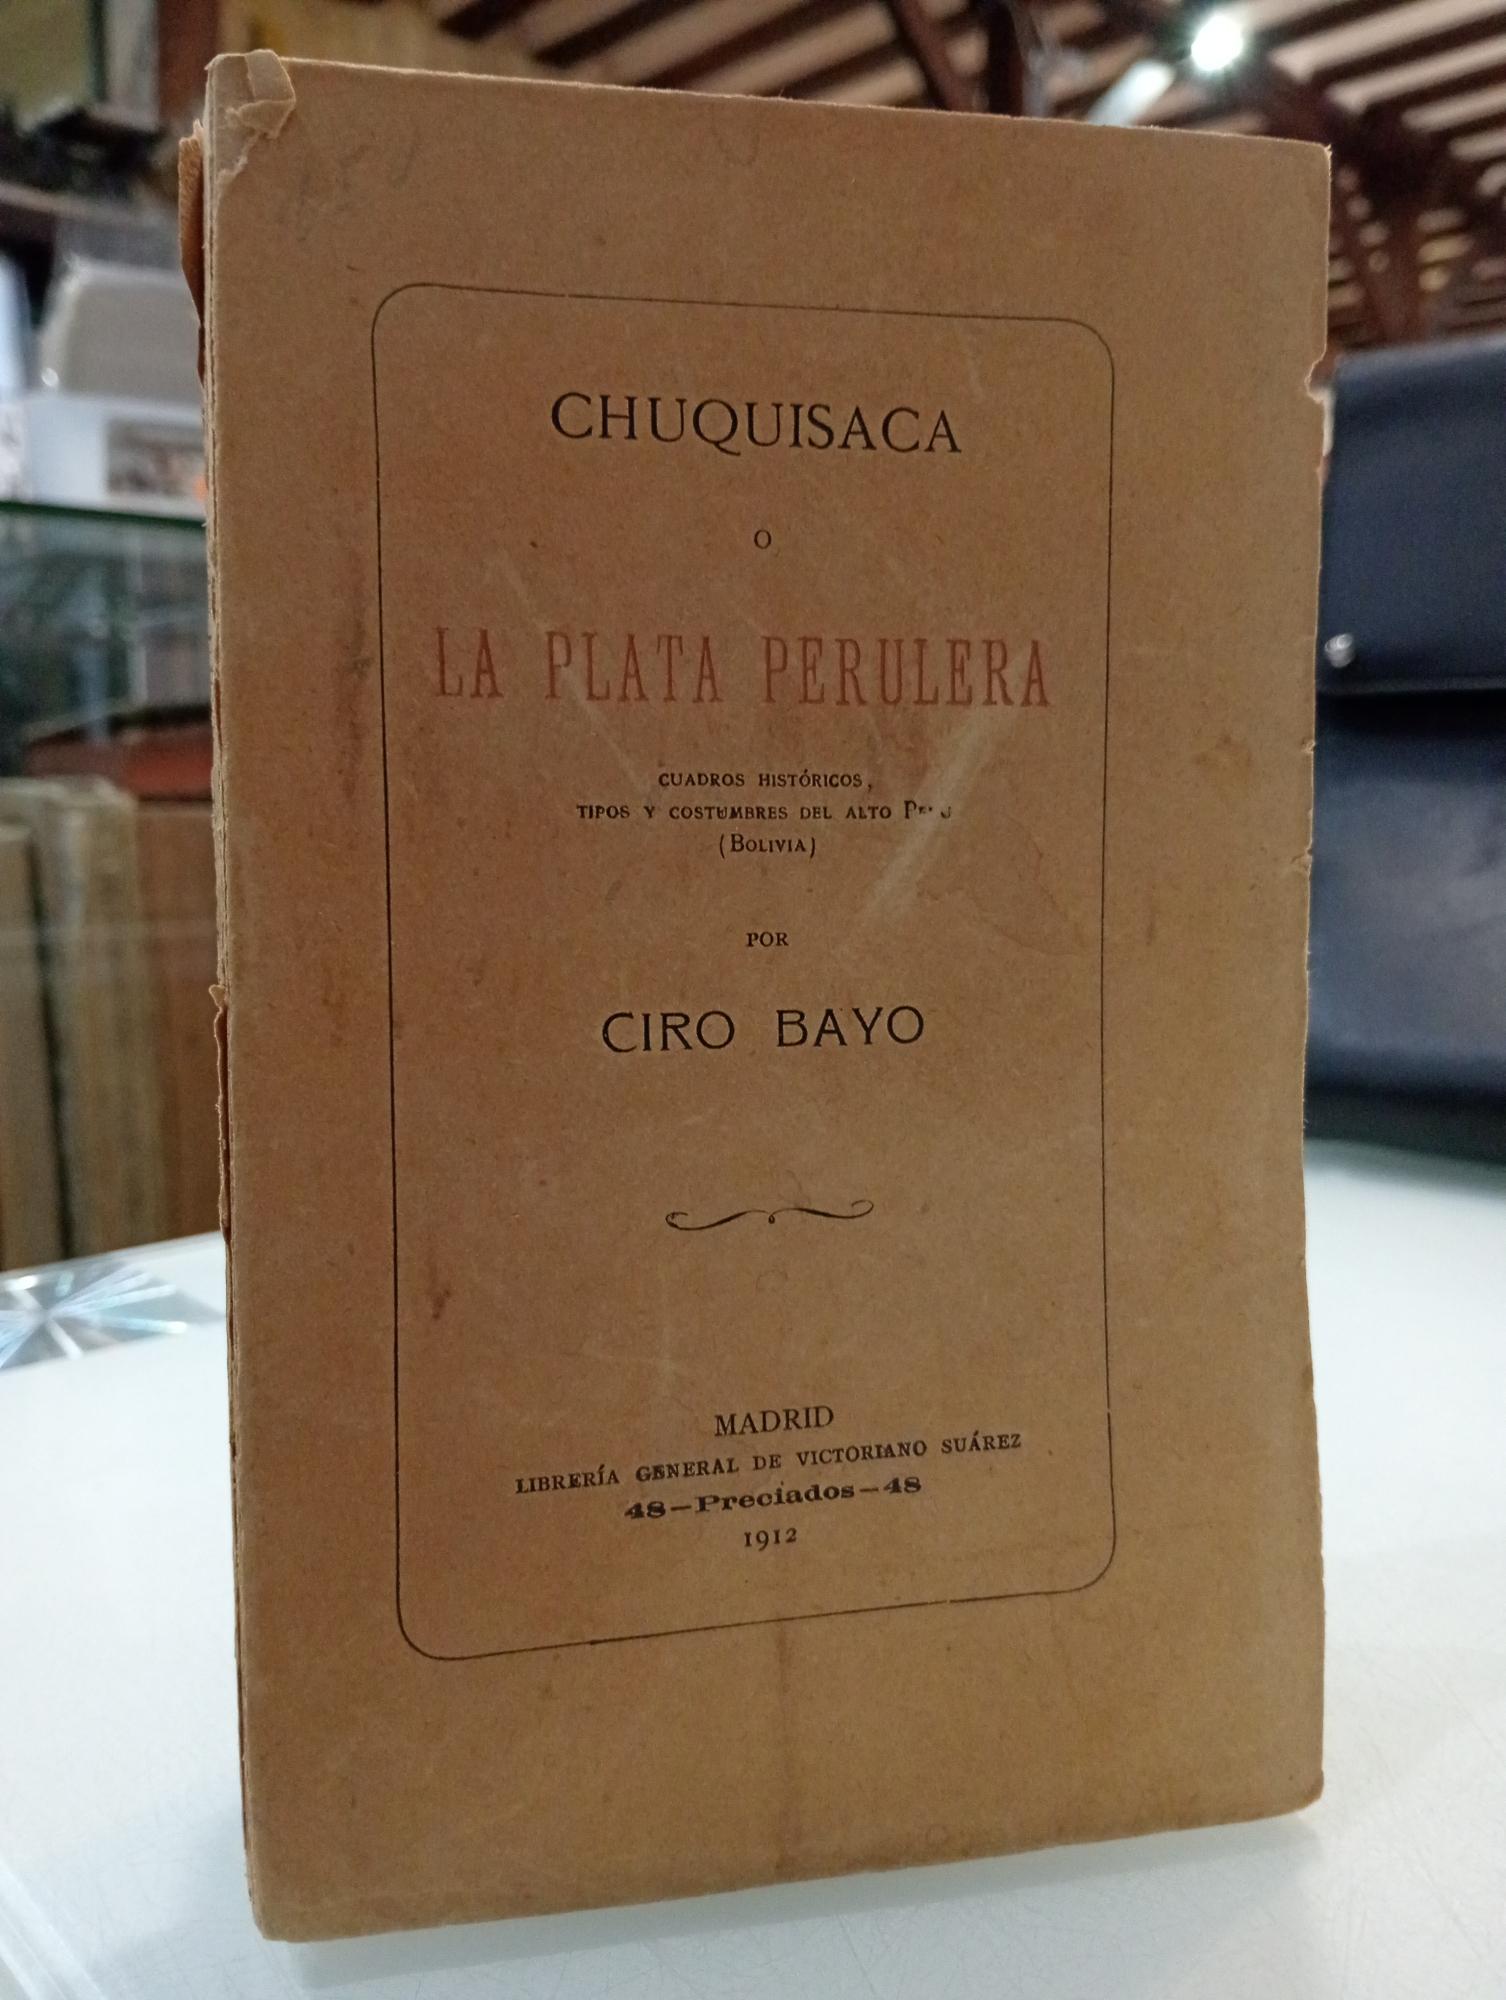 CHUQUISACA
O
LA PLATA PERULERA
CUADROS HISTÓRICOS,
TIPOS Y COSTUMBRES DEL ALTO
(BOLIVIA)
POR
CIRO BAYO
MADRID
LIBRERÍA GENERAL DE VICTORIANO SUÁREZ
48—Preciados—48
1912